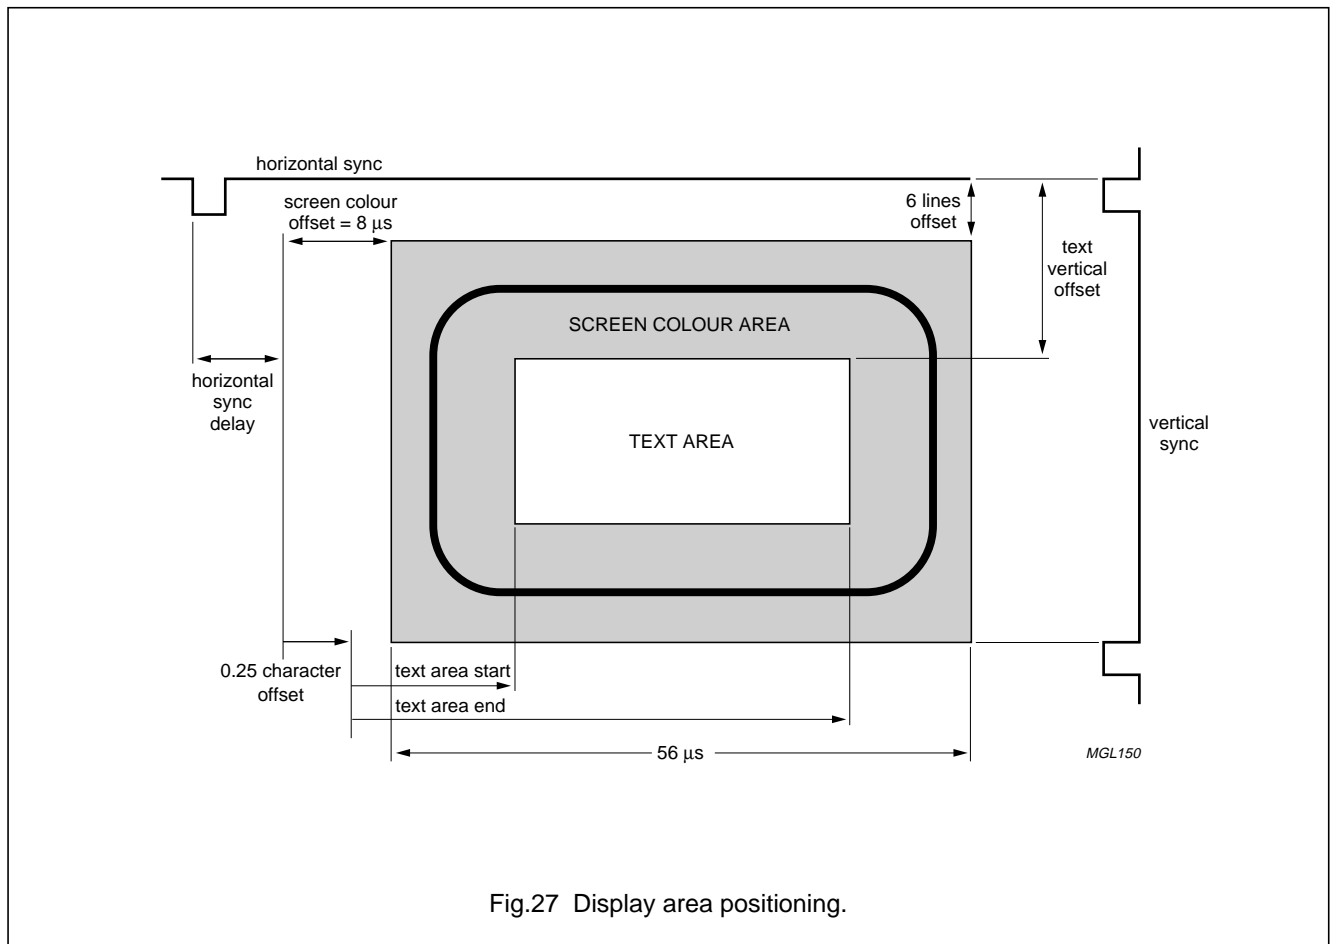 horizontal sync
screen colour
offset = 8 μs
6 lines
offset
text
vertical
offset
SCREEN COLOUR AREA
horizontal
sync
delay
TEXT AREA
vertical
sync
0.25 character
offset
text area start
text area end
56 μs
MGL150
Fig.27 Display area positioning.